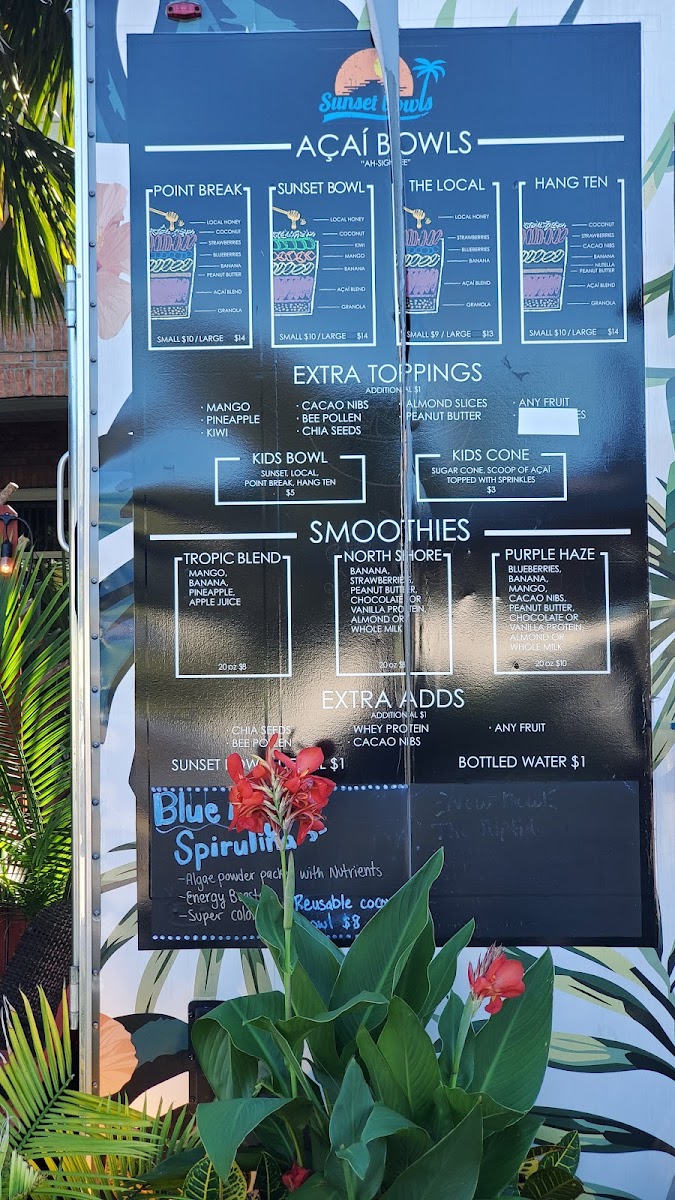 Sunset Bowls
AÇAÍ BOWLS
POINT BREAK
LOCAL HONEY
COCONUT
STRAWBERRIES
BLUEBERRIES
BANANA
PEANUT BUTTER
AÇAÍ BLEND
GRANOLA
SMALL $10 / LARGE $14
SUNSET BOWL
LOCAL HONEY
COCONUT
KIWI
MANGO
BANANA
AÇAÍ BLEND
GRANOLA
SMALL $10 / LARGE $14
THE LOCAL
LOCAL HONEY
STRAWBERRIES
BLUEBERRIES
BANANA
AÇAÍ BLEND
GRANOLA
SMALL $9 / LARGE $13
HANG TEN
COCONUT
STRAWBERRIES
CACAO NIBS
BANANA
NUTELLA
PEANUT BUTTER
AÇAÍ BLEND
GRANOLA
SMALL $10 / LARGE $14
EXTRA TOPPINGS
ADDITIONAL $1
· MANGO
· PINEAPPLE
· KIWI
· CACAO NIBS
· BEE POLLEN
· CHIA SEEDS
ALMOND SLICES
PEANUT BUTTER
· ANY FRUIT
KIDS BOWL
SUNSET, LOCAL,
POINT BREAK, HANG TEN
$5
KIDS CONE
SUGAR CONE, SCOOP OF AÇAÍ
TOPPED WITH SPRINKLES
$3
SMOOTHIES
TROPIC BLEND
MANGO,
BANANA,
PINEAPPLE,
APPLE JUICE
20 oz $8
NORTH SHORE
BANANA,
STRAWBERRIES,
PEANUT BUTTER,
CHOCOLATE OR
VANILLA PROTEIN,
ALMOND OR
WHOLE MILK
20 oz
PURPLE HAZE
BLUEBERRIES,
BANANA,
MANGO,
CACAO NIBS,
PEANUT BUTTER,
CHOCOLATE OR
VANILLA PROTEIN,
ALMOND OR
WHOLE MILK
20 oz $10
EXTRA ADDS
ADDITIONAL $1
· CHIA SEEDS
· BEE POLLEN
WHEY PROTEIN
· CACAO NIBS
· ANY FRUIT
SUNSET $1
BOTTLED WATER $1
Blue
Spirulina
-Algae powder packed with Nutrients
-Energy
-Super
Reusable
bowl $8